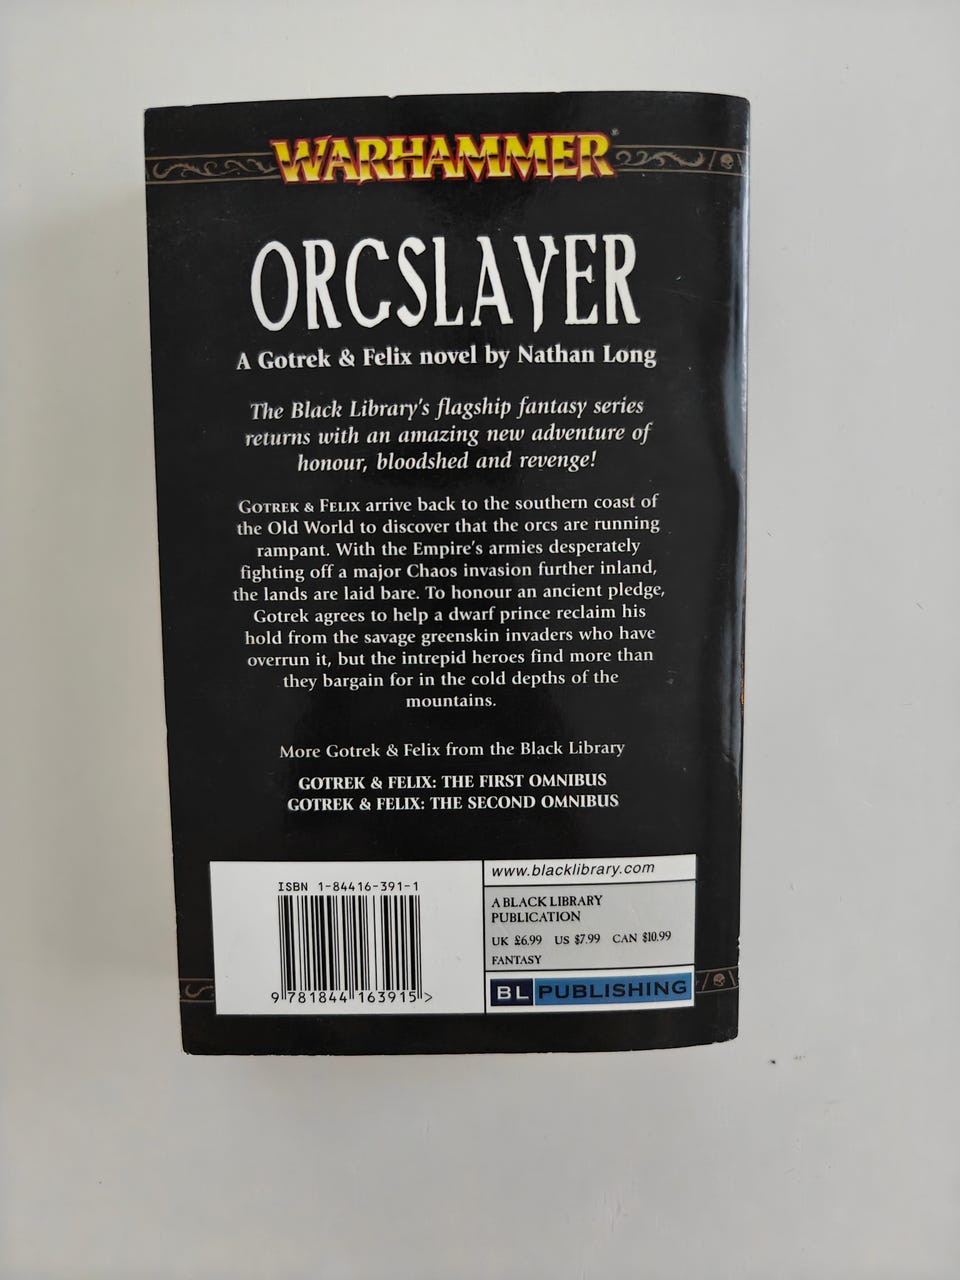 WARHAMMER®
ORCSLAYER
A Gotrek & Felix novel by Nathan Long
The Black Library's flagship fantasy series
returns with an amazing new adventure of
honour, bloodshed and revenge!
GOTREK & FELIX arrive back to the southern coast of
the Old World to discover that the orcs are running
rampant. With the Empire's armies desperately
fighting off a major Chaos invasion further inland,
the lands are laid bare. To honour an ancient pledge,
Gotrek agrees to help a dwarf prince reclaim his
hold from the savage greenskin invaders who have
overrun it, but the intrepid heroes find more than
they bargain for in the cold depths of the
mountains.
More Gotrek & Felix from the Black Library
GOTREK & FELIX: THE FIRST OMNIBUS
GOTREK & FELIX: THE SECOND OMNIBUS
ISBN 1-84416-391-1
9 781844 163915 >
www.blacklibrary.com
A BLACK LIBRARY
PUBLICATION
UK £6.99 US $7.99 CAN $10.99
FANTASY
BL PUBLISHING